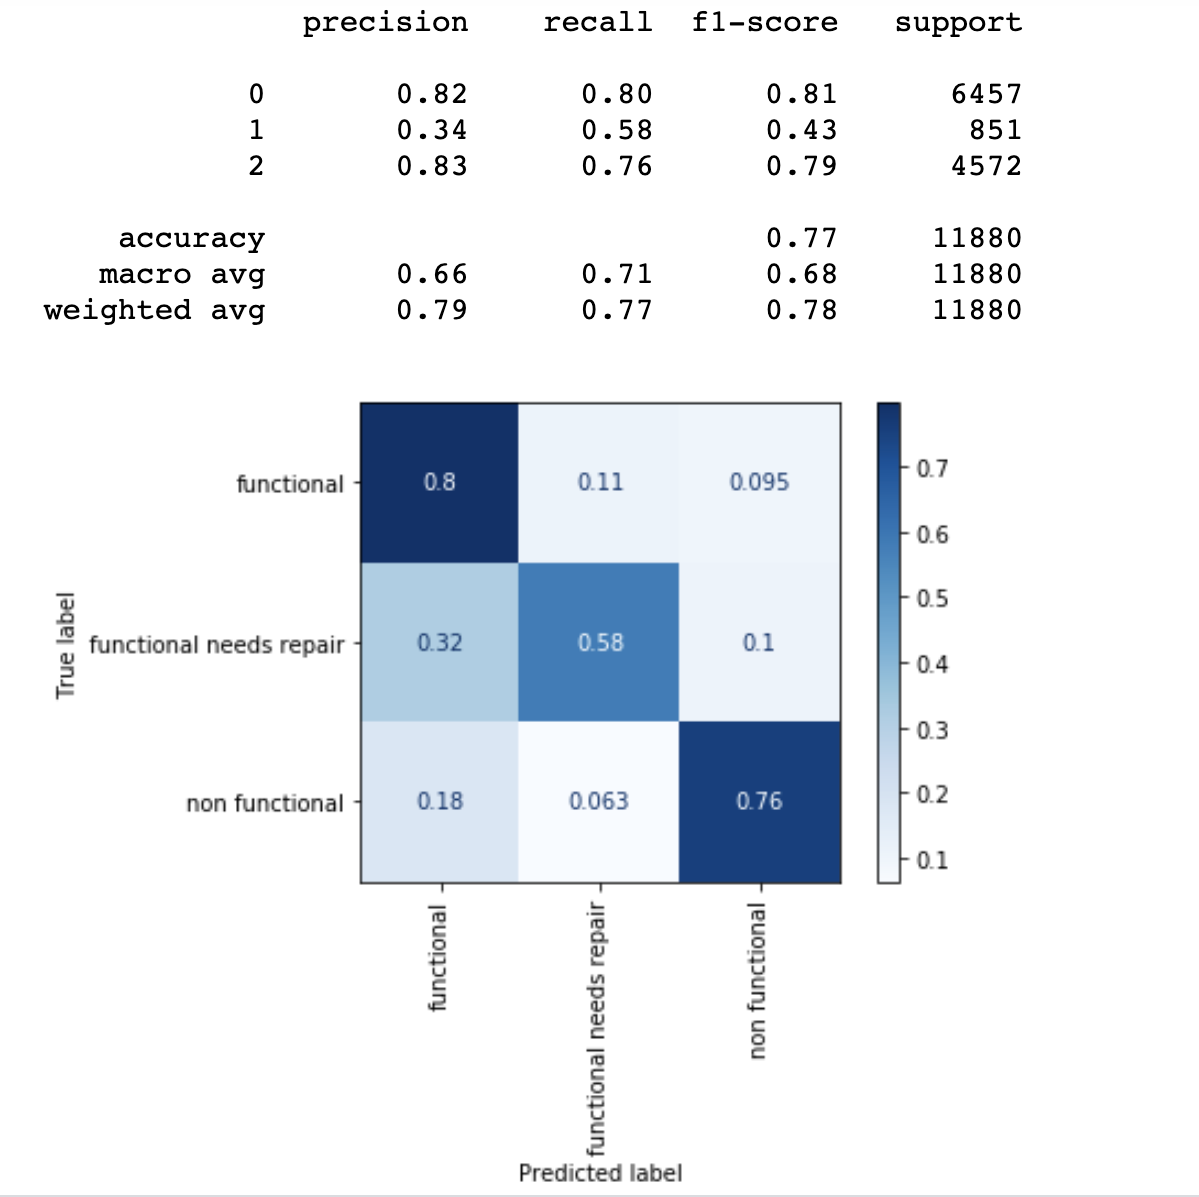 precision recall f1-score support
0 0.82 0.80 0.81 6457
1 0.34 0.58 0.43 851
2 0.83 0.76 0.79 4572
accuracy 0.77 11880
macro avg 0.66 0.71 0.68 11880
weighted avg 0.79 0.77 0.78 11880
True label
functional 0.8 0.11 0.095
functional needs repair 0.32 0.58 0.1
non functional 0.18 0.063 0.76
functional
functional needs repair
non functional
Predicted label
0.7
0.6
0.5
0.4
0.3
0.2
0.1